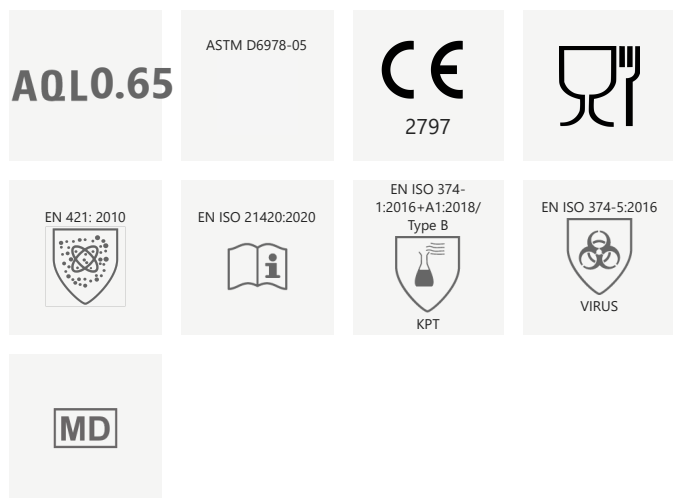 AQL0.65
ASTM D6978-05
CE
2797
EN 421: 2010
EN ISO 21420:2020
i
EN ISO 374-
1:2016+A1:2018/
Type B
KPT
EN ISO 374-5:2016
VIRUS
MD